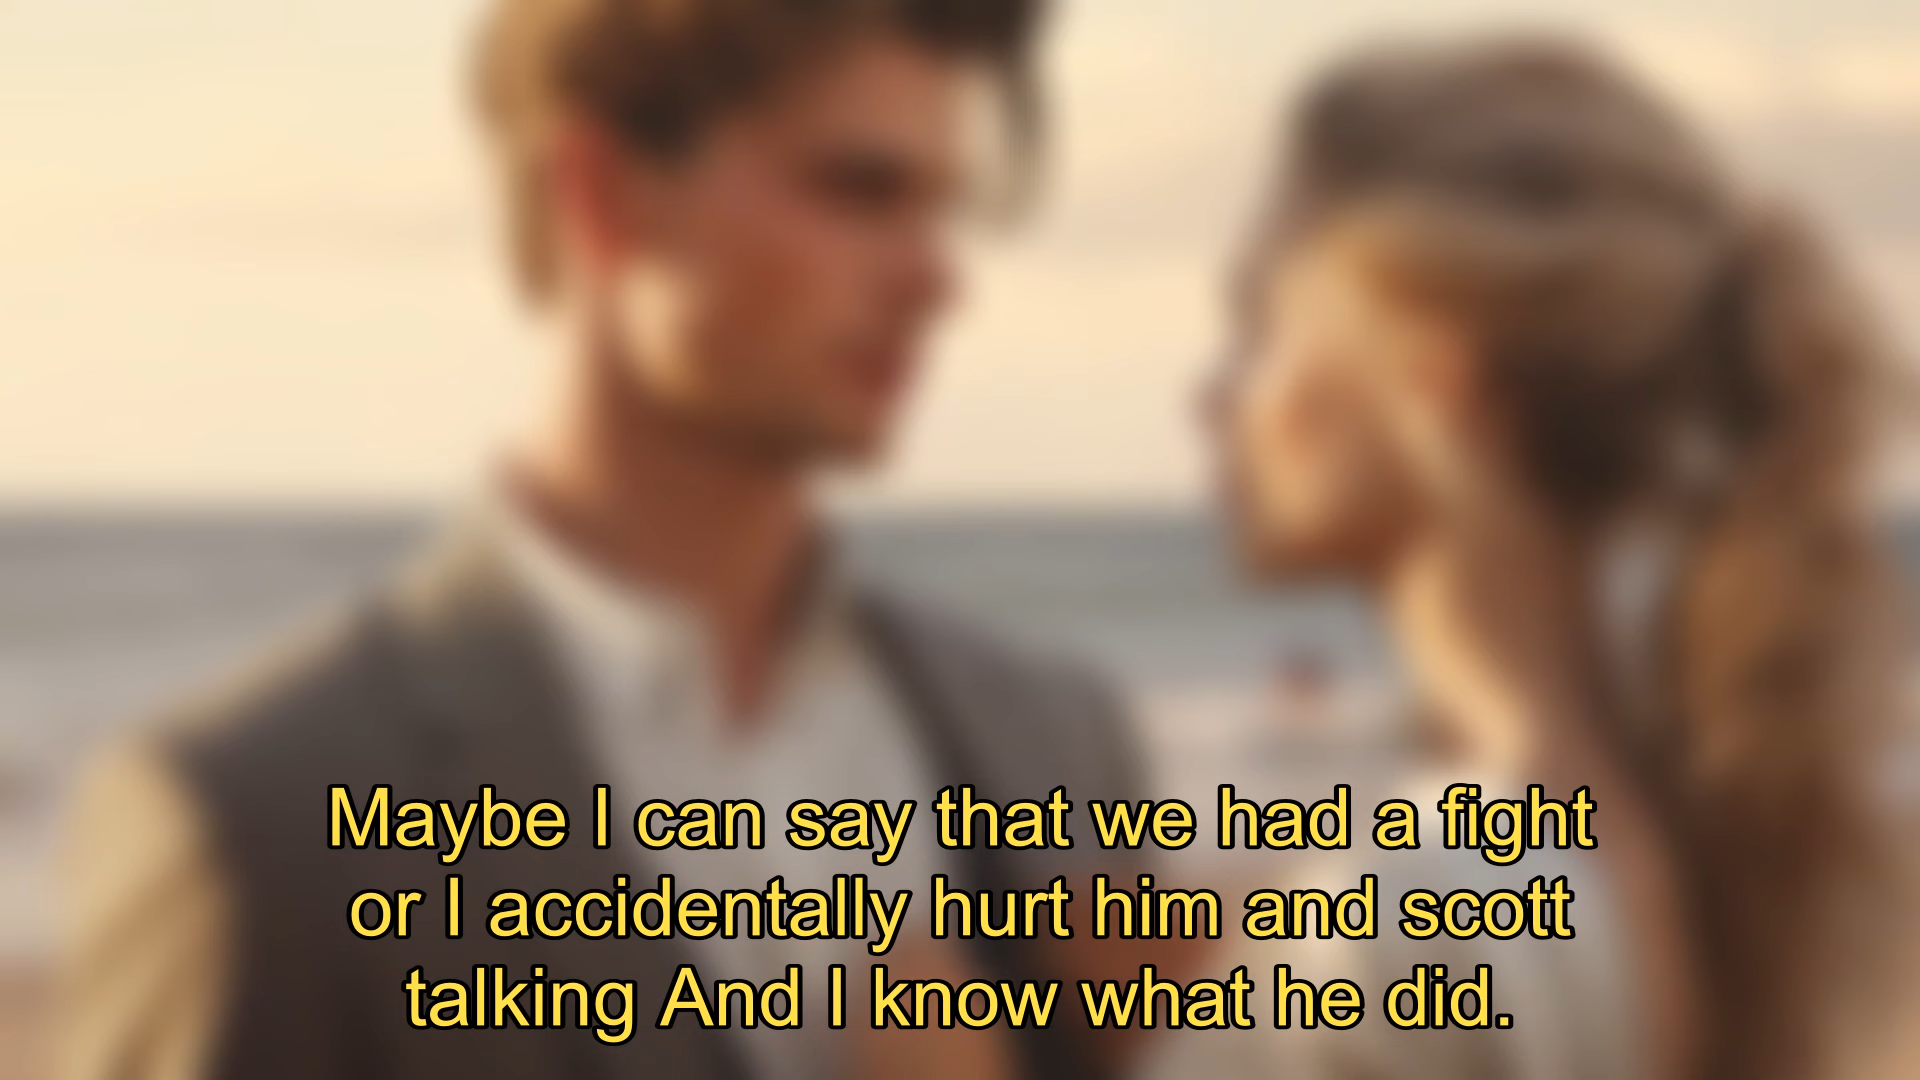 Maybe I can say that we had a fight
or I accidentally hurt him and scott
talking And I know what he did.